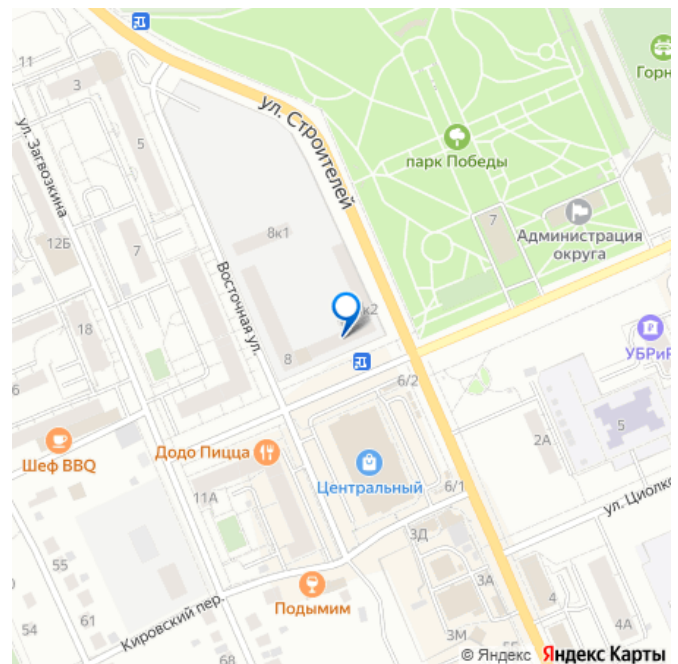 11
3
Горн
ул. Строителей
5
парк Победы
ул. Загвозкина
7
Администрация
округа
12Б
8к1
7
Восточная ул.
к2
18
8
УБРиР
6/2
6
5
2А
Шеф BBQ
Додо Пицца
Центральный
11А
6/1
ул. Циолко
3Д
55
3А
Подымим
4
61
Кировский пер.
54
3М
4А
68
© Яндекс Яндекс Карты